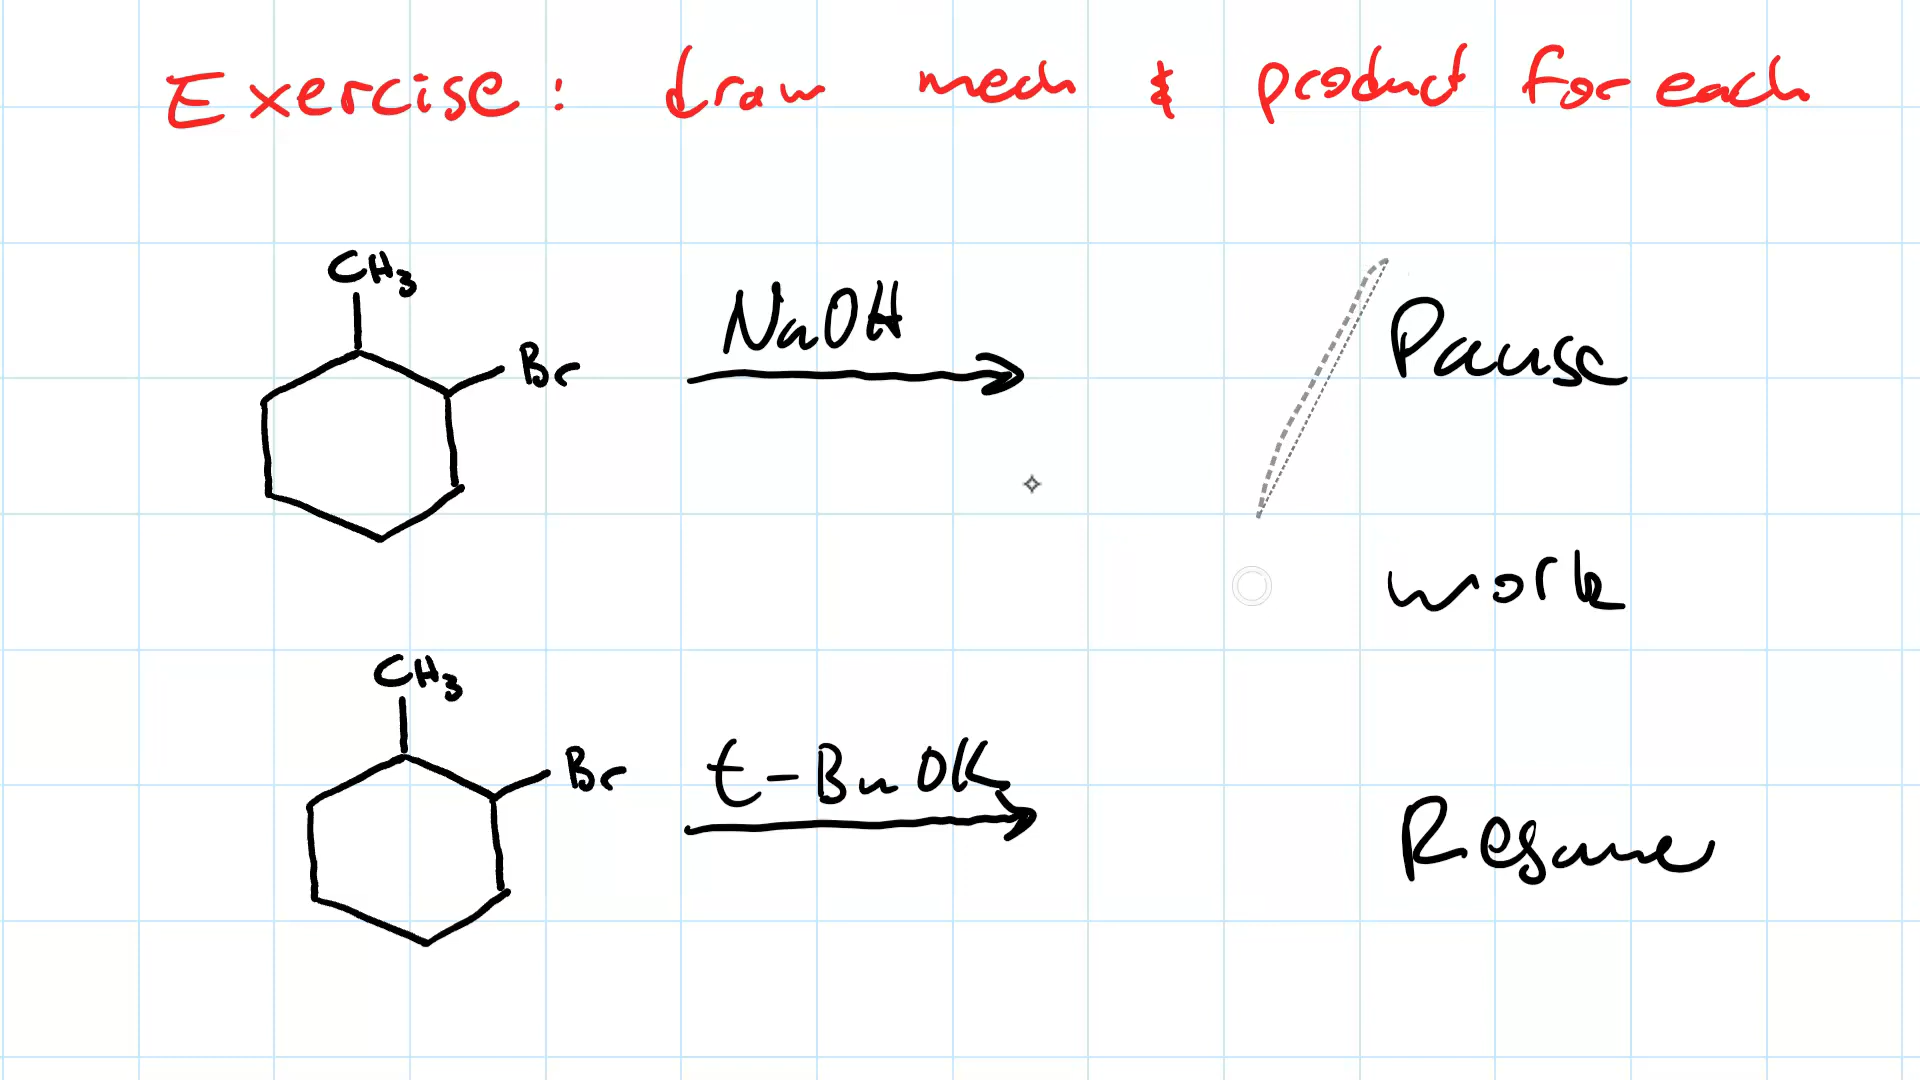 Exercise: draw mech & product for each
CH3
Br
NaOH
Pause
work
CH3
Br
t-BuOK
Resume